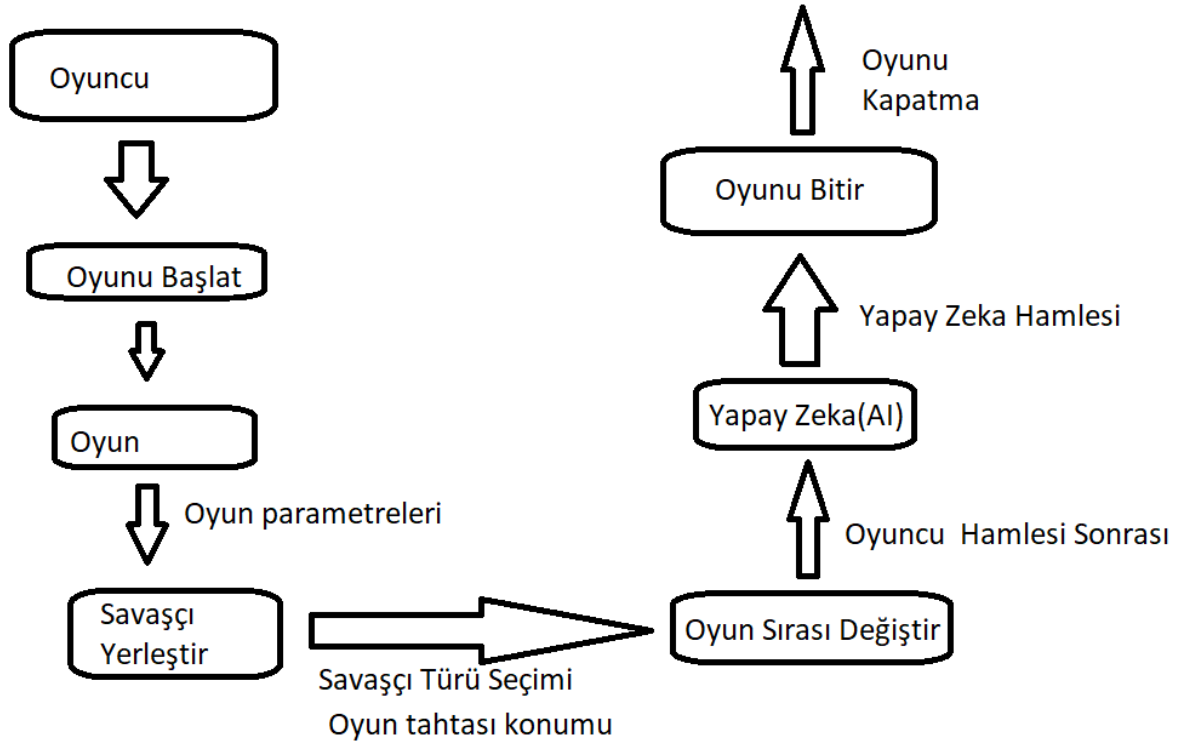 Oyuncu
Oyunu Başlat
Oyun
Oyun parametreleri
Savaşçı
Yerleştir
Savaşçı Türü Seçimi
Oyun tahtası konumu
Oyun Sırası Değiştir
Oyuncu  Hamlesi Sonrası
Yapay Zeka(AI)
Yapay Zeka Hamlesi
Oyunu Bitir
Oyunu
Kapatma